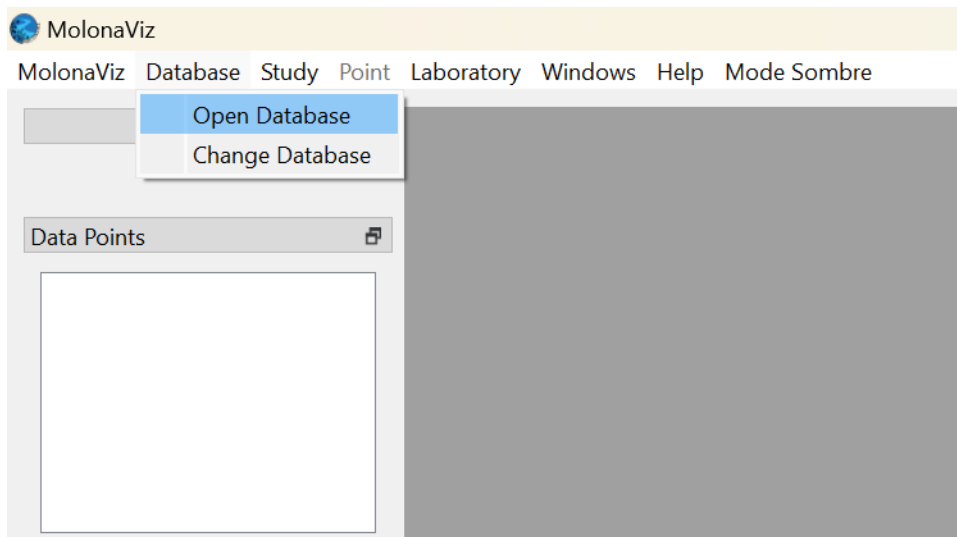 MolonaViz
MolonaViz Database Study Point Laboratory Windows Help Mode Sombre
Open Database
Change Database
Data Points